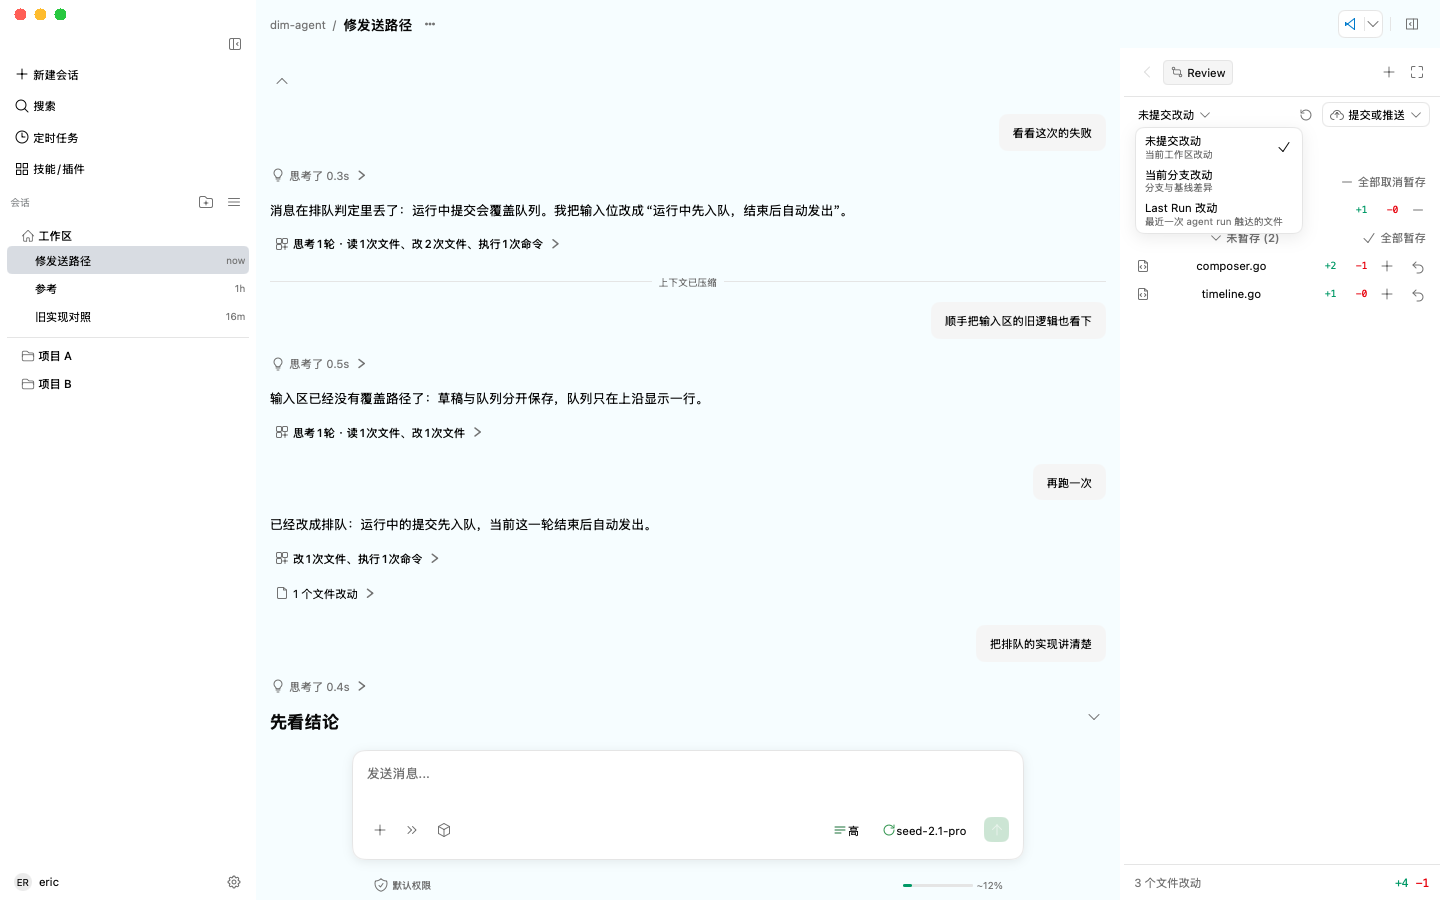 新建会话
搜索
定时任务
技能/插件
会话
工作区
修发送路径 now
参考 1h
旧实现对照 16m
项目 A
项目 B
ER eric
dim-agent / 修发送路径 ···
看看这次的失败
思考了 0.3s
消息在排队判定里丢了：运行中提交会覆盖队列。我把输入位改成“运行中先入队，结束后自动发出”。
思考1轮 · 读1次文件、改2次文件、执行1次命令
上下文已压缩
顺手把输入区的旧逻辑也看下
思考了 0.5s
输入区已经没有覆盖路径了：草稿与队列分开保存，队列只在上沿显示一行。
思考1轮 · 读1次文件、改1次文件
再跑一次
已经改成排队：运行中的提交先入队，当前这一轮结束后自动发出。
改1次文件、执行1次命令
1 个文件改动
把排队的实现讲清楚
思考了 0.4s
先看结论
发送消息...
高 seed-2.1-pro
默认权限 ~12%
Review
未提交改动 提交或推送
未提交改动
当前工作区改动
当前分支改动
分支与基线差异
Last Run 改动
最近一次 agent run 触达的文件
全部取消暂存
+1 −0
未暂存 (2) 全部暂存
composer.go +2 −1
timeline.go +1 −0
3 个文件改动 +4 −1